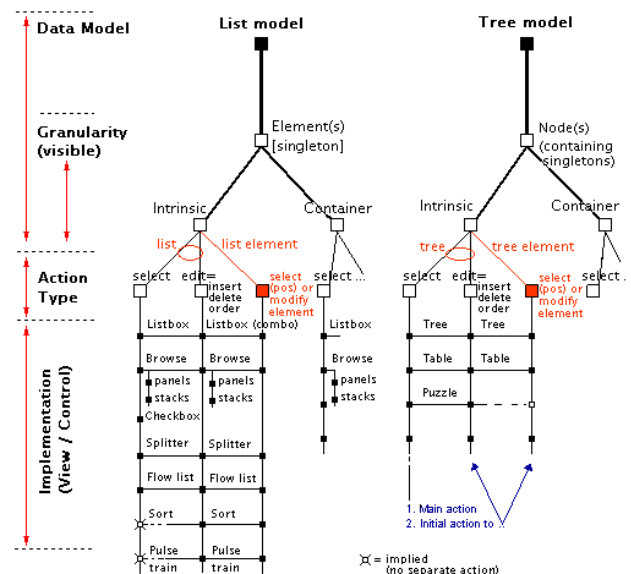 List model
Tree model
Data Model
Granularity
(visible)
Element(s)
[singleton]
Node(s)
(containing
singletons)
Intrinsic
Container
Intrinsic
Container
list
list element
tree
tree element
Action
Type
select
edit=
insert
delete
order
select
(pos) or
modify
element
select ...
select
edit=
insert
delete
order
select
(pos) or
modify
element
select ..
Implementation
(View / Control)
Listbox
Listbox (combo)
Listbox
Tree
Tree
Browse
Browse
Browse
Table
Table
panels
panels
panels
stacks
stacks
stacks
Puzzle
Checkbox
Splitter
Splitter
Flow list
Flow list
Sort
Sort
Pulse
train
Pulse
train
1. Main action
2. Initial action to ..
= implied
(no separate action)